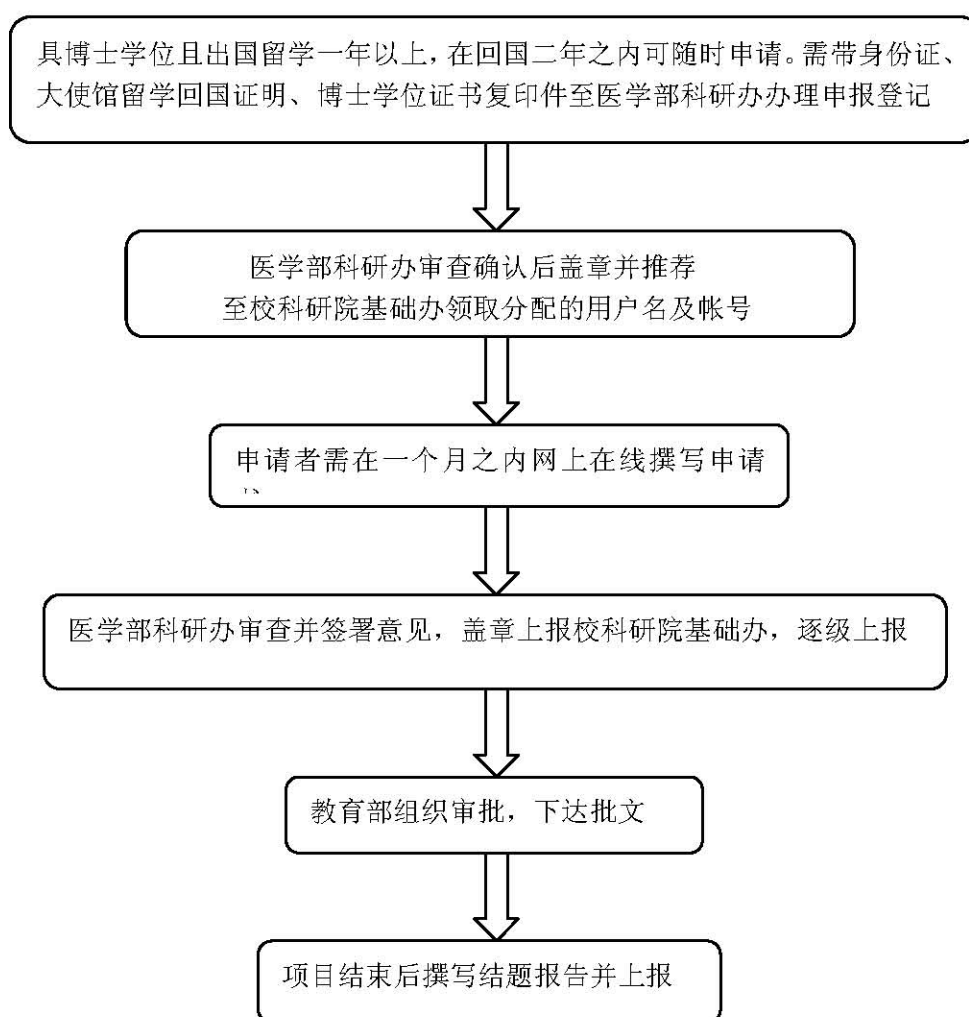 具博士学位且出国留学一年以上，在回国二年之内可随时申请。需带身份证、
大使馆留学回国证明、博士学位证书复印件至医学部科研办办理申报登记
医学部科研办审查确认后盖章并推荐
至校科研院基础办领取分配的用户名及帐号
申请者需在一个月之内网上在线撰写申请
医学部科研办审查并签署意见，盖章上报校科研院基础办，逐级上报
教育部组织审批，下达批文
项目结束后撰写结题报告并上报